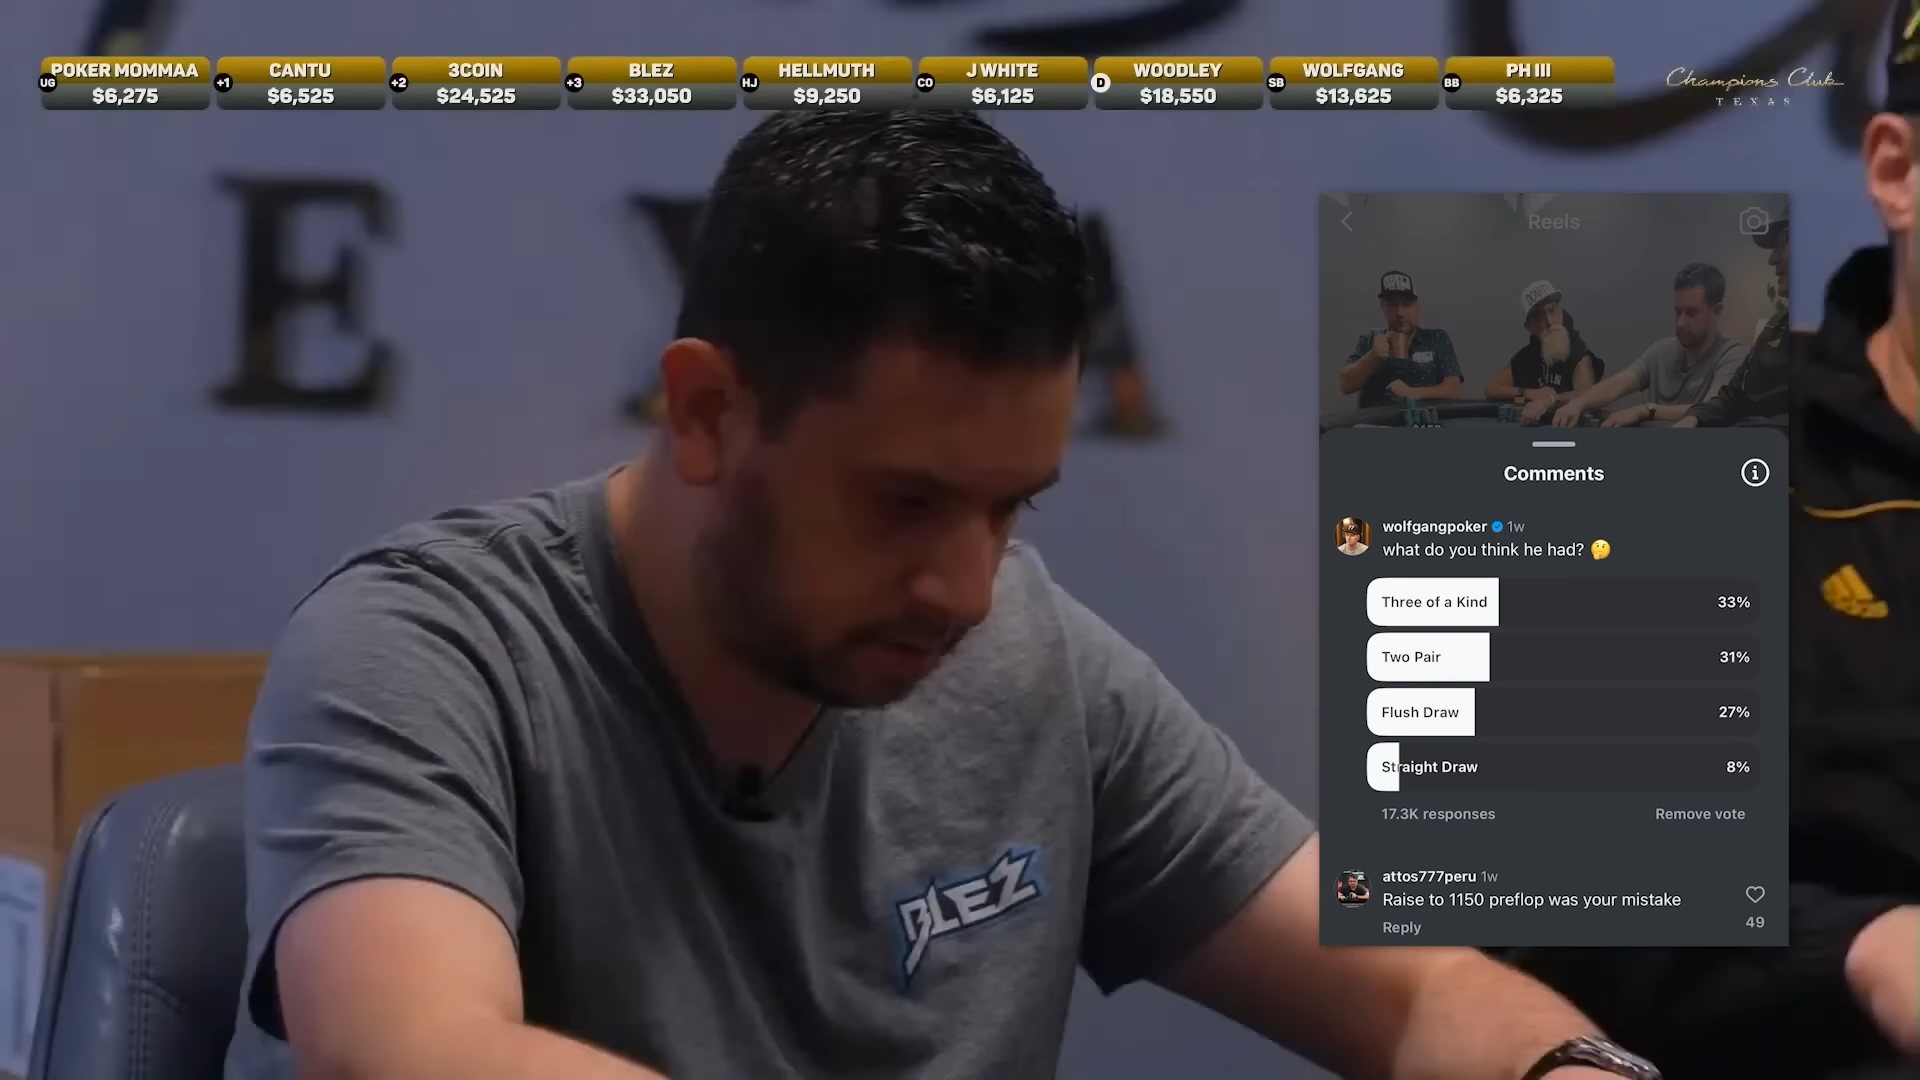 UG POKER MOMMAA $6,275
+1 CANTU $6,525
+2 3COIN $24,525
+3 BLEZ $33,050
HJ HELLMUTH $9,250
CO J WHITE $6,125
D WOODLEY $18,550
SB WOLFGANG $13,625
BB PH III $6,325
Champions Club
TEXAS
E X A
Reels
Comments
wolfgangpoker 1w
what do you think he had? 🤔
Three of a Kind 33%
Two Pair 31%
Flush Draw 27%
Straight Draw 8%
17.3K responses Remove vote
attos777peru 1w
Raise to 1150 preflop was your mistake
49
Reply
BLEZ